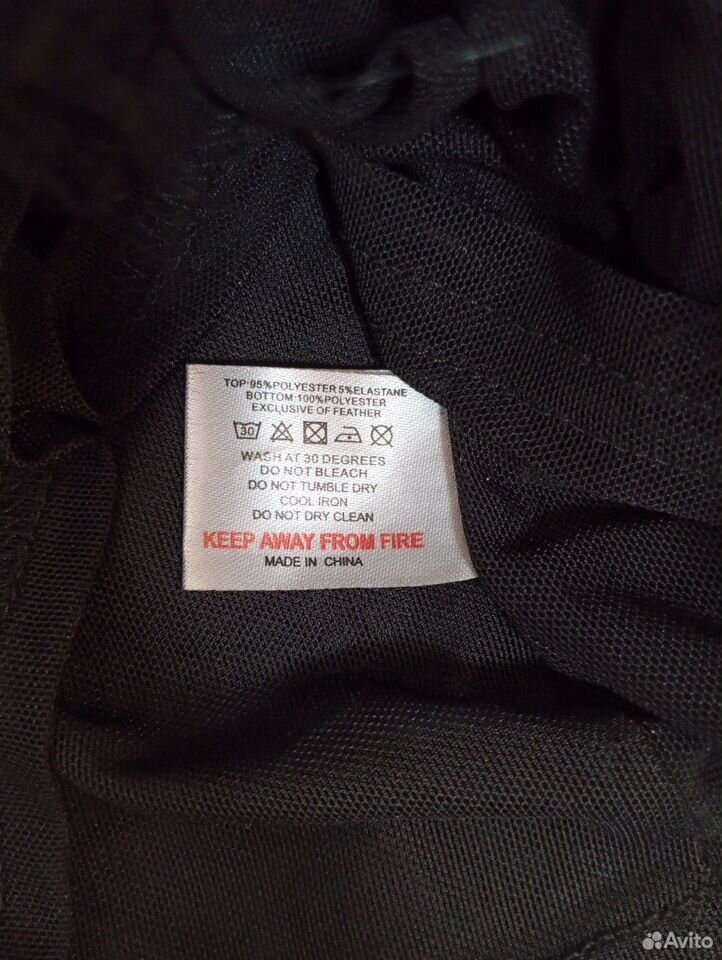 TOP:95%POLYESTER 5%ELASTANE
BOTTOM:100%POLYESTER
EXCLUSIVE OF FEATHER
30
WASH AT 30 DEGREES
DO NOT BLEACH
DO NOT TUMBLE DRY
COOL IRON
DO NOT DRY CLEAN
KEEP AWAY FROM FIRE
MADE IN CHINA
Avito